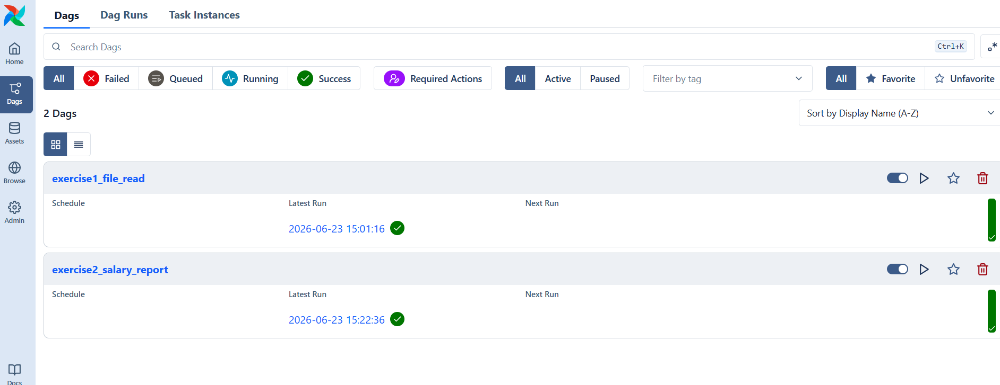 Dags Dag Runs Task Instances
Search Dags Ctrl+K
Home
All Failed Queued Running Success Required Actions All Active Paused Filter by tag All Favorite Unfavorite
Dags
2 Dags Sort by Display Name (A-Z)
Assets
Browse
Admin
exercise1_file_read
Schedule Latest Run Next Run
2026-06-23 15:01:16
exercise2_salary_report
Schedule Latest Run Next Run
2026-06-23 15:22:36
Docs